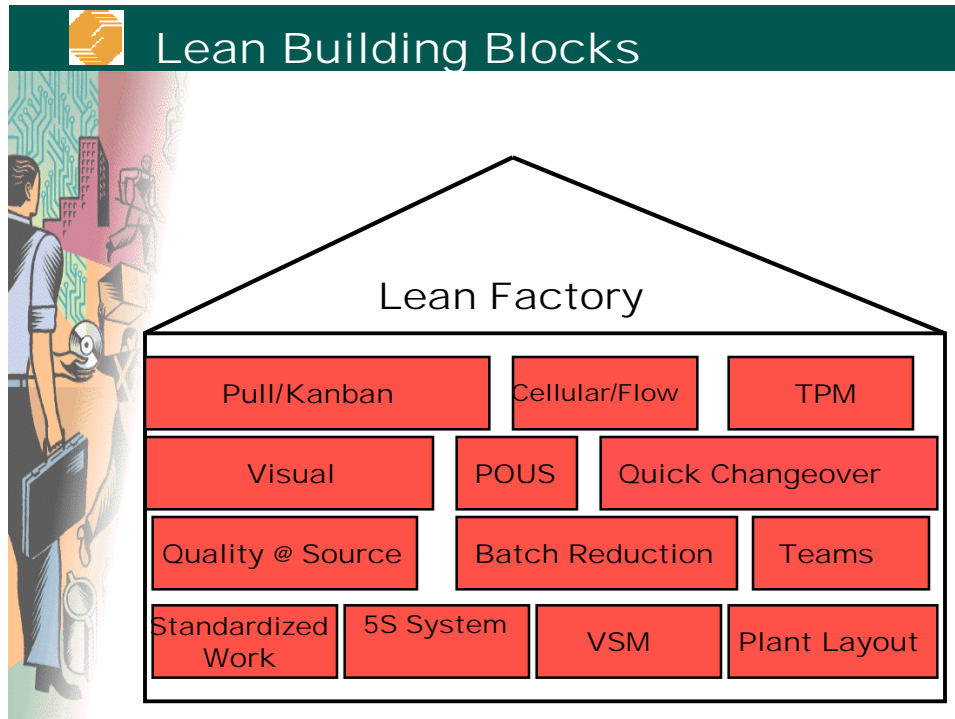 Lean Building Blocks
Lean Factory
Pull/Kanban
Cellular/Flow
TPM
Visual
POUS
Quick Changeover
Quality @ Source
Batch Reduction
Teams
Standardized
Work
5S System
VSM
Plant Layout